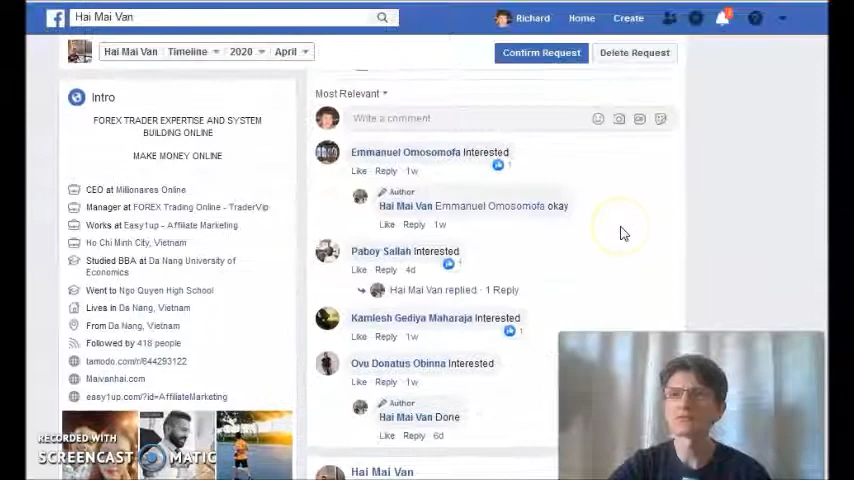 Hai Mai Van
Richard Home Create
Hai Mai Van Timeline 2020 April Confirm Request Delete Request
Intro
FOREX TRADER EXPERTISE AND SYSTEM
BUILDING ONLINE
MAKE MONEY ONLINE
CEO at Millionares Online
Manager at FOREX Trading Online - TraderVip
Works at Easy1up - Affiliate Marketing
Ho Chi Minh City, Vietnam
Studied BBA at Da Nang University of
Economics
Went to Ngo Quyen High School
Lives in Da Nang, Vietnam
From Da Nang, Vietnam
Followed by 418 people
tamodo.com/r/644293122
Maivanhai.com
easy1up.com/?id=AffiliateMarketing
Most Relevant
Write a comment
Emmanuel Omosomofa Interested
1
Like Reply 1w
Author
Hai Mai Van Emmanuel Omosomofa okay
Like Reply 1w
Paboy Sallah Interested
1
Like Reply 4d
Hai Mai Van replied · 1 Reply
Kamlesh Gediya Maharaja Interested
1
Like Reply 1w
Ovu Donatus Obinna Interested
Like Reply 1w
Author
Hai Mai Van Done
Like Reply 6d
Hai Mai Van
RECORDED WITH
SCREENCAST MATIC